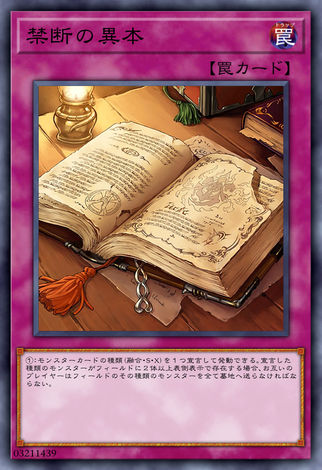 禁断の異本
トラップ
罠
【罠カード】
①：モンスターカードの種類（融合・S・X）を１つ宣言して発動できる。宣言した
種類のモンスターがフィールドに２体以上表側表示で存在する場合、お互いの
プレイヤーはフィールドのその種類のモンスターを全て墓地へ送らなければな
らない。
03211439